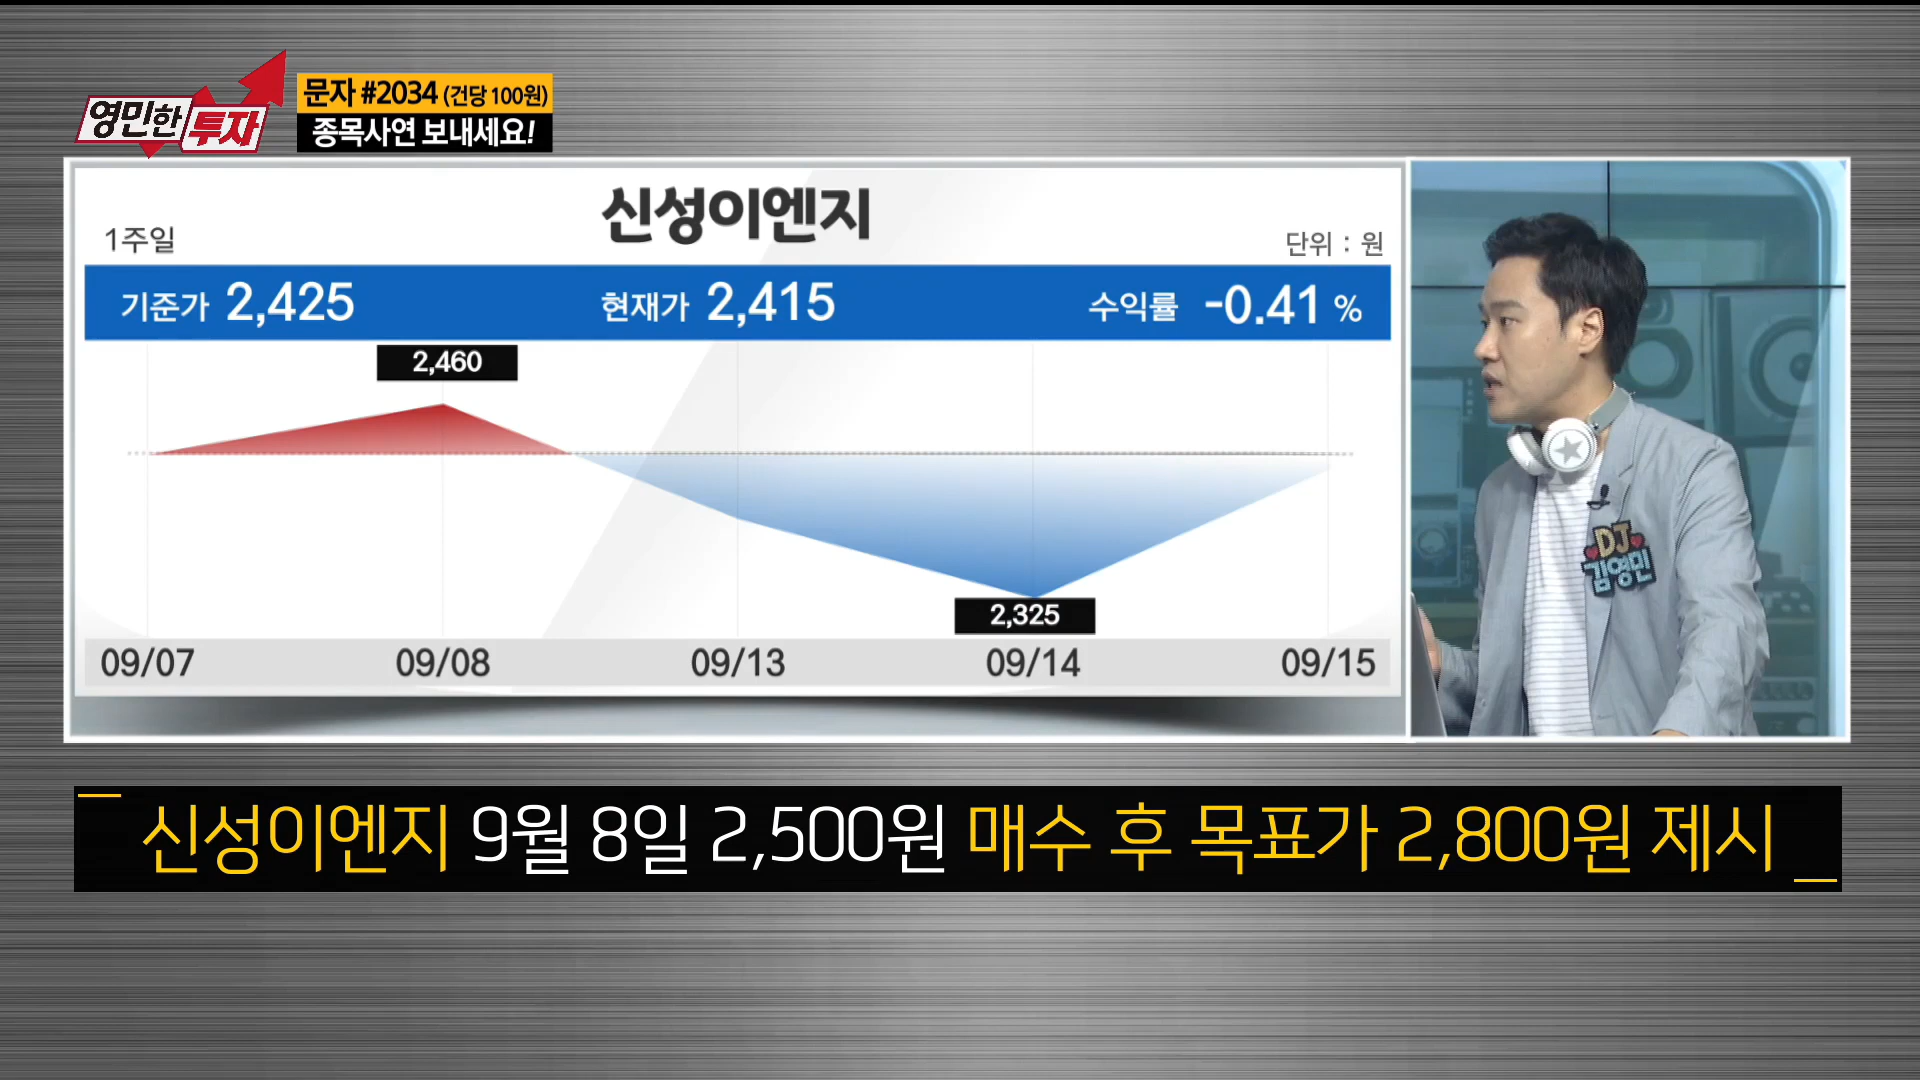 영민한 투자
문자 #2034 (건당 100원)
종목사연 보내세요!
신성이엔지
1주일
단위 : 원
기준가 2,425 현재가 2,415 수익률 -0.41 %
2,460
2,325
09/07 09/08 09/13 09/14 09/15
DJ
김영민
신성이엔지 9월 8일 2,500원 매수 후 목표가 2,800원 제시